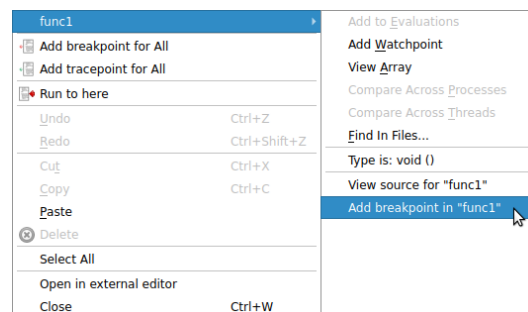 func1
Add breakpoint for All
Add tracepoint for All
Run to here
Undo Ctrl+Z
Redo Ctrl+Shift+Z
Cut Ctrl+X
Copy Ctrl+C
Paste
Delete
Select All
Open in external editor
Close Ctrl+W
Add to Evaluations
Add Watchpoint
View Array
Compare Across Processes
Compare Across Threads
Find In Files...
Type is: void ()
View source for "func1"
Add breakpoint in "func1"